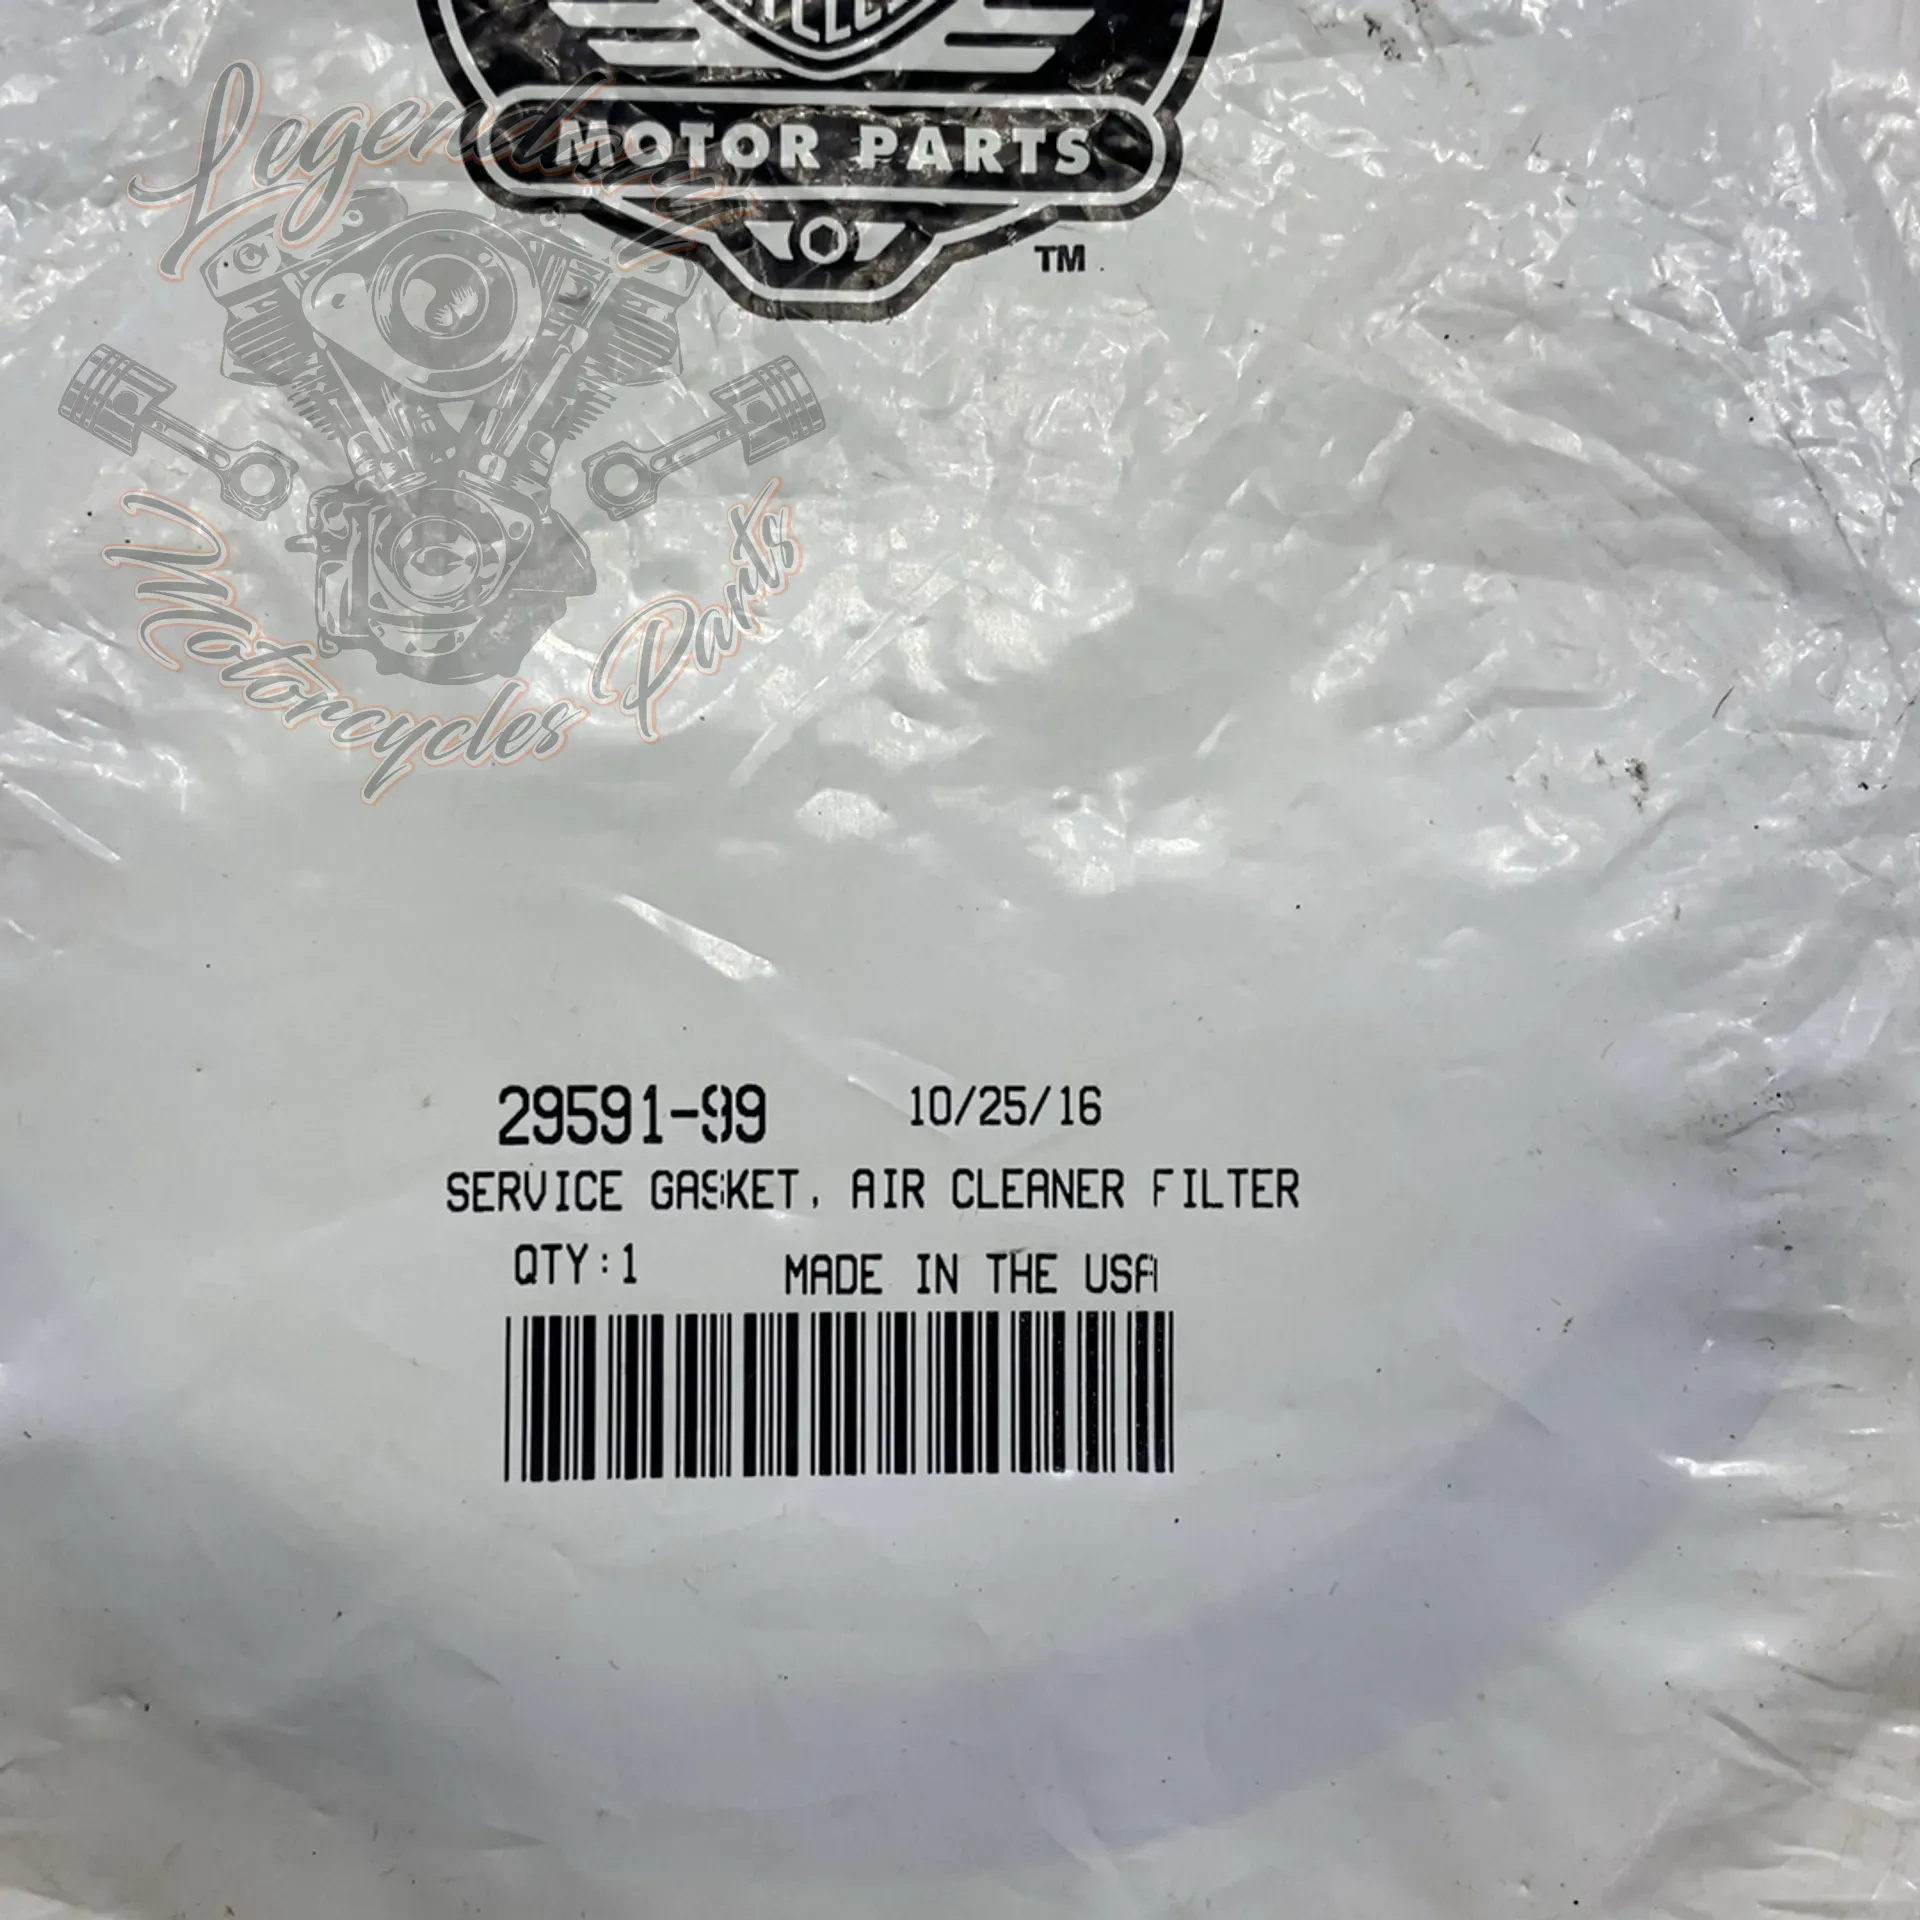 MOTOR PARTS
TM
Legendary
Motorcycles Parts
29591-99 10/25/16
SERVICE GASKET, AIR CLEANER FILTER
QTY:1 MADE IN THE USA